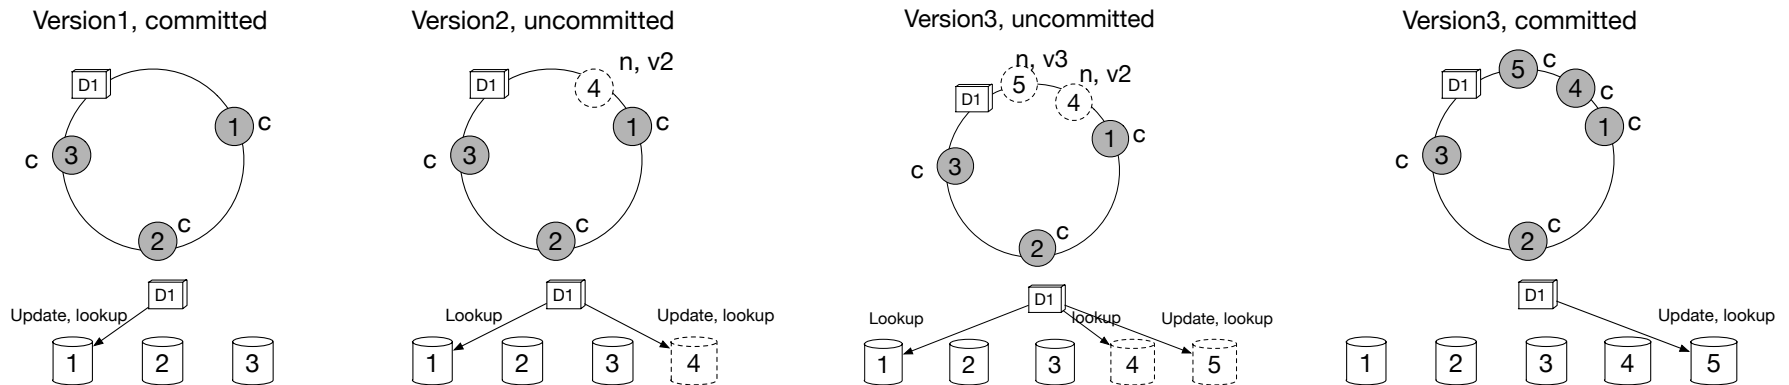 Version1, committed
D1
1
c
3
c
2
c
D1
Update, lookup
1
2
3
Version2, uncommitted
n, v2
D1
4
1
c
3
c
2
c
D1
Lookup
Update, lookup
1
2
3
4
Version3, uncommitted
n, v3
n, v2
D1
5
4
1
c
3
c
2
c
D1
Lookup
lookup
Update, lookup
1
2
3
4
5
Version3, committed
D1
5
c
4
c
1
c
3
c
2
c
D1
Update, lookup
1
2
3
4
5